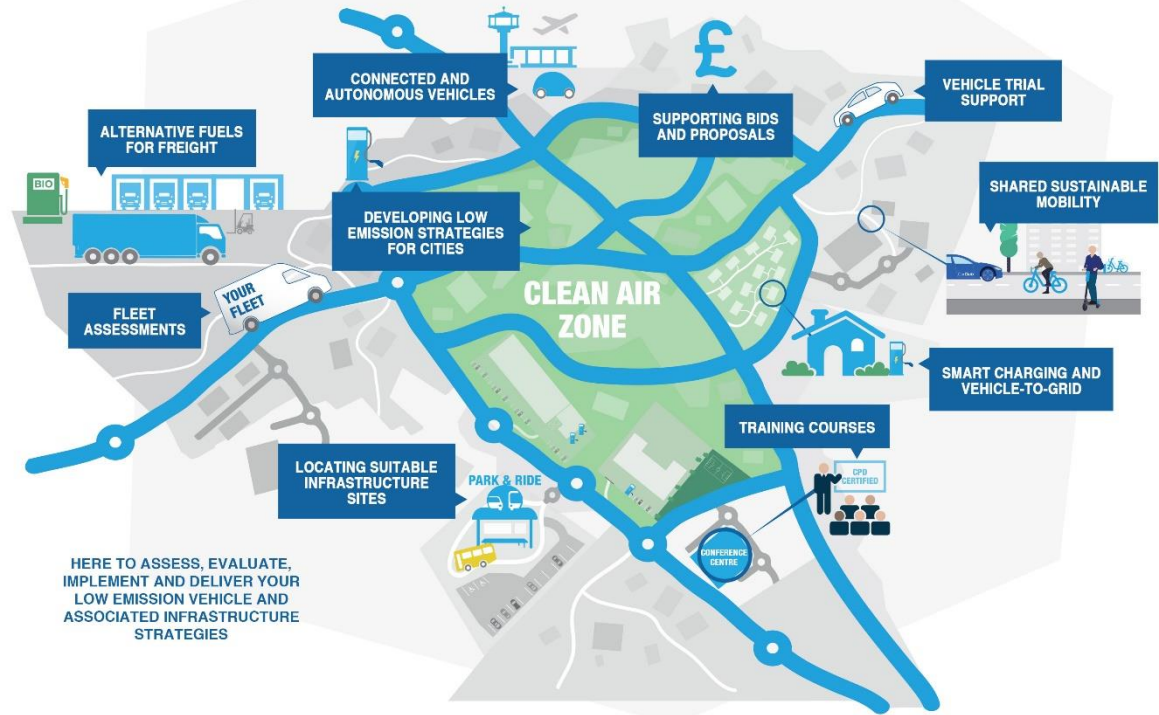 CONNECTED AND
AUTONOMOUS VEHICLES
£
SUPPORTING BIDS
AND PROPOSALS
VEHICLE TRIAL
SUPPORT
ALTERNATIVE FUELS
FOR FREIGHT
BIO
SHARED SUSTAINABLE
MOBILITY
DEVELOPING LOW
EMISSION STRATEGIES
FOR CITIES
YOUR
FLEET
FLEET
ASSESSMENTS
CLEAN AIR
ZONE
SMART CHARGING AND
VEHICLE-TO-GRID
TRAINING COURSES
CPD
CERTIFIED
LOCATING SUITABLE
INFRASTRUCTURE
SITES
PARK & RIDE
CONFERENCE
CENTRE
HERE TO ASSESS, EVALUATE,
IMPLEMENT AND DELIVER YOUR
LOW EMISSION VEHICLE AND
ASSOCIATED INFRASTRUCTURE
STRATEGIES